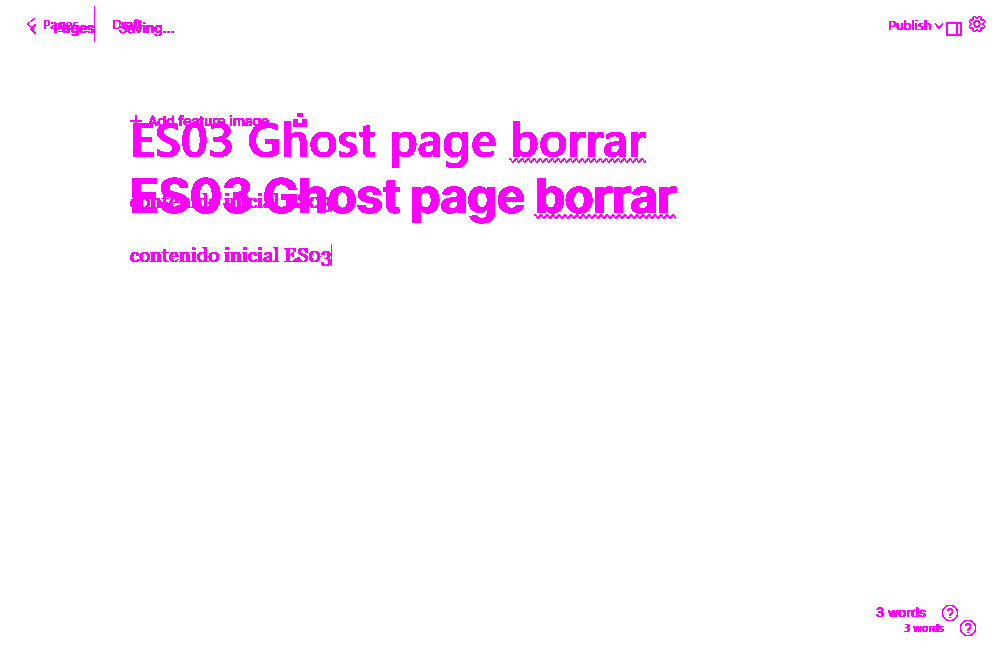 Pages Draft
Pages Saving...
Publish
+ Add feature image
ES03 Ghost page borrar
ES03 Ghost page borrar
contenido inicial ES03
contenido inicial ES03
3 words ?
3 words ?